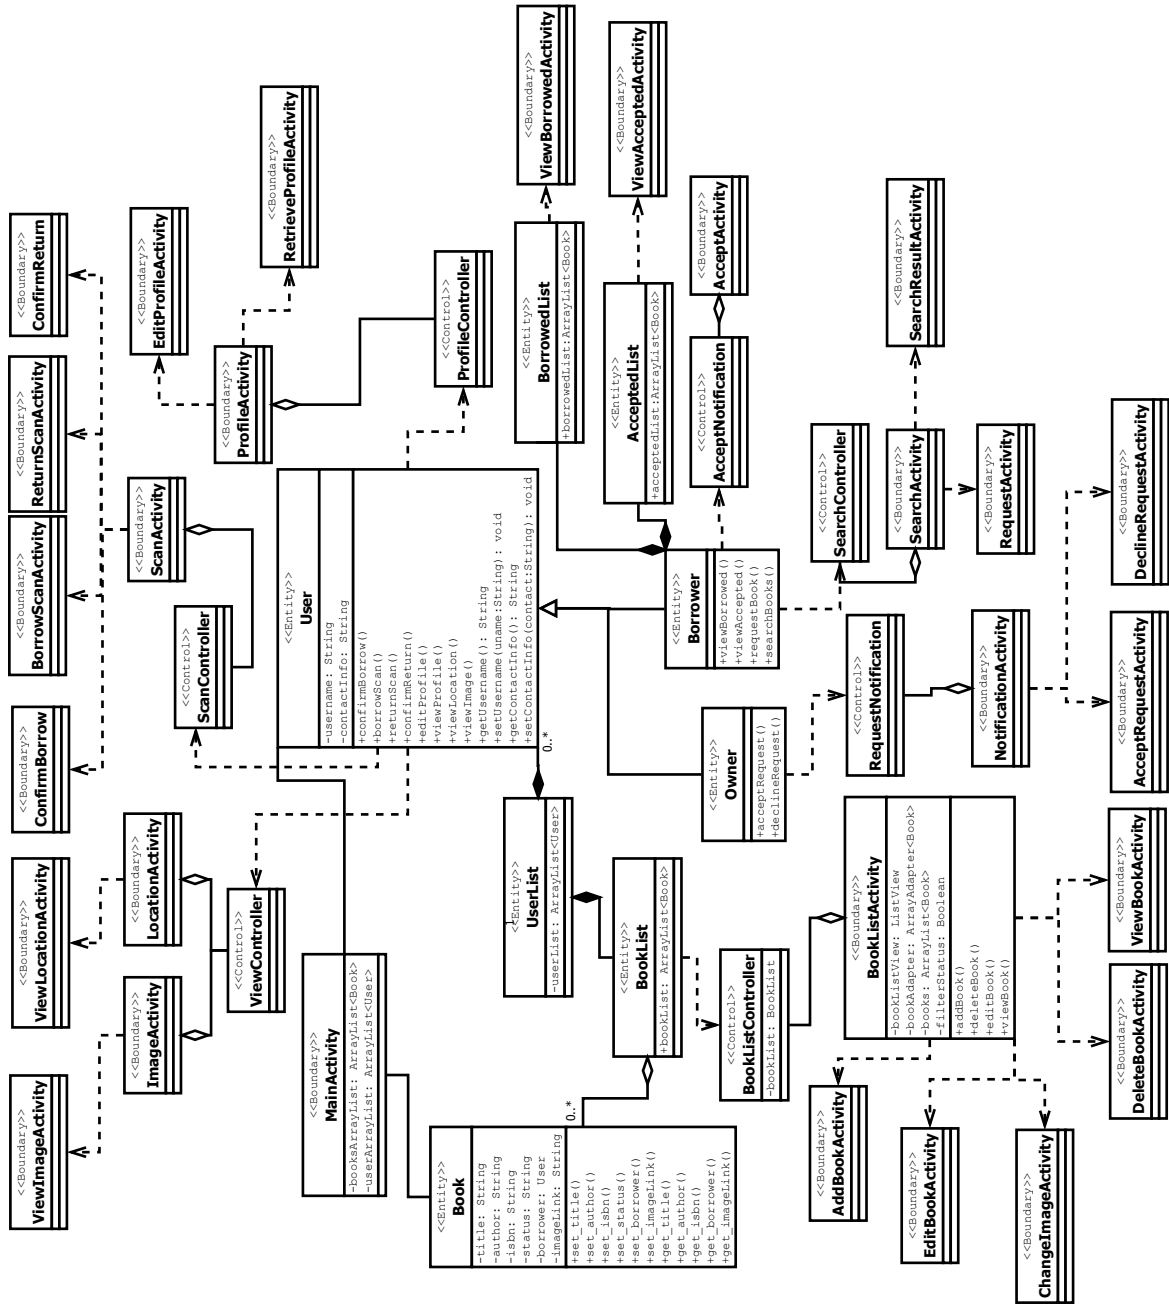 <<Boundary>>
ViewImageActivity
<<Boundary>>
ViewLocationActivity
<<Boundary>>
ConfirmBorrow
<<Boundary>>
BorrowScanActivity
<<Boundary>>
ReturnScanActivity
<<Boundary>>
ConfirmReturn
<<Boundary>>
ImageActivity
<<Boundary>>
LocationActivity
<<Control>>
ScanController
<<Boundary>>
ScanActivity
<<Boundary>>
EditProfileActivity
<<Control>>
ViewController
<<Boundary>>
ProfileActivity
<<Boundary>>
RetrieveProfileActivity
<<Boundary>>
MainActivity
-booksArrayList: ArrayList<Book>
-userArrayList: ArrayList<User>
<<Entity>>
User
-username: String
-contactInfo: String
+confirmBorrow()
+borrowScan()
+returnScan()
+confirmReturn()
+editProfile()
+viewProfile()
+viewLocation()
+viewImage()
+getUsername(): String
+setUsername(uname:String): void
+getContactInfo(): String
+setContactInfo(contact:String): void
0..*
<<Control>>
ProfileController
<<Entity>>
Book
-title: String
-author: String
-isbn: String
-status: String
-borrower: User
-imageLink: String
+set_title()
+set_author()
+set_isbn()
+set_status()
+set_borrower()
+set_imageLink()
+get_title()
+get_author()
+get_isbn()
+get_borrower()
+get_imageLink()
0..*
<<Entity>>
UserList
-userList: ArrayList<User>
<<Entity>>
BorrowedList
+borrowedList:ArrayList<Book>
<<Boundary>>
ViewBorrowedActivity
<<Entity>>
BookList
+bookList: ArrayList<Book>
<<Entity>>
AcceptedList
+acceptedList:ArrayList<Book>
<<Boundary>>
ViewAcceptedActivity
<<Entity>>
Owner
+acceptRequest()
+declineRequest()
<<Entity>>
Borrower
+viewBorrowed()
+viewAccepted()
+requestBook()
+searchBooks()
<<Control>>
AcceptNotification
<<Boundary>>
AcceptActivity
<<Control>>
BookListController
-bookList: BookList
<<Boundary>>
AddBookActivity
<<Boundary>>
BookListActivity
-bookListView: ListView
-bookAdapter: ArrayAdapter<Book>
-books: ArrayList<Book>
-filterStatus: Boolean
+addBook()
+deleteBook()
+editBook()
+viewBook()
<<Control>>
RequestNotification
<<Control>>
SearchController
<<Boundary>>
SearchActivity
<<Boundary>>
SearchResultActivity
<<Boundary>>
EditBookActivity
<<Boundary>>
NotificationActivity
<<Boundary>>
RequestActivity
<<Boundary>>
ChangeImageActivity
<<Boundary>>
DeleteBookActivity
<<Boundary>>
ViewBookActivity
<<Boundary>>
AcceptRequestActivity
<<Boundary>>
DeclineRequestActivity